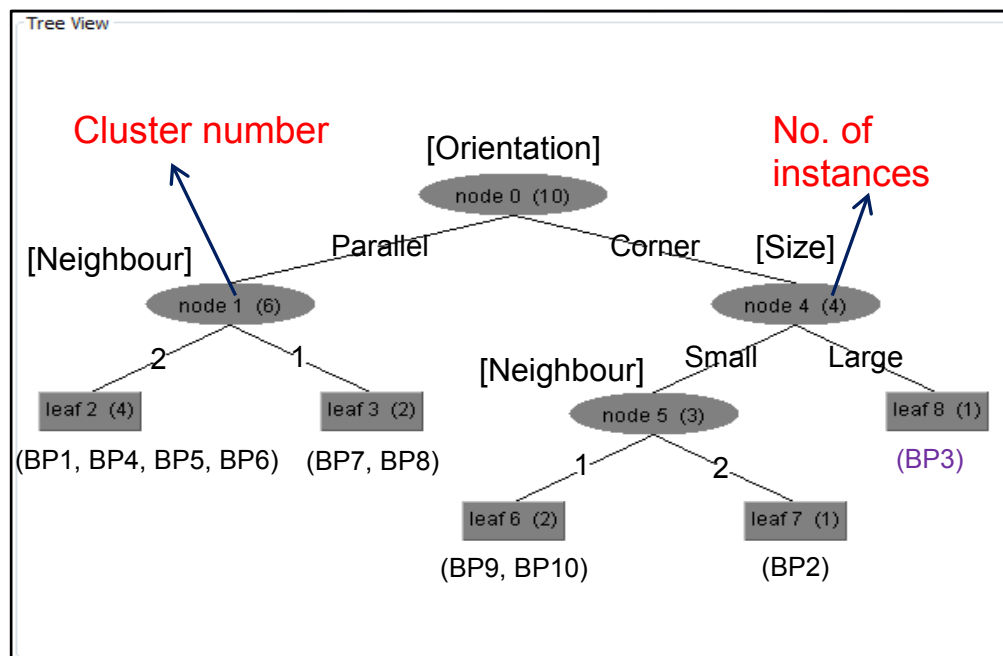 Tree View
Cluster number
No. of
instances
[Orientation]
node 0 (10)
Parallel
Corner
[Neighbour]
[Size]
node 1 (6)
node 4 (4)
2
1
Small
Large
[Neighbour]
leaf 2 (4)
leaf 3 (2)
node 5 (3)
leaf 8 (1)
(BP1, BP4, BP5, BP6)
(BP7, BP8)
(BP3)
1
2
leaf 6 (2)
leaf 7 (1)
(BP9, BP10)
(BP2)